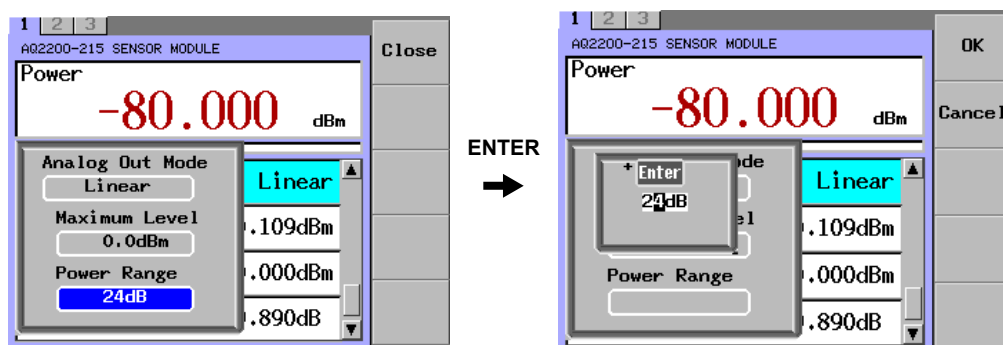 1 2 3
AQ2200-215 SENSOR MODULE
Close
Power
-80.000 dBm
Analog Out Mode
Linear
Linear
Maximum Level
.109dBm
0.0dBm
Power Range
.000dBm
24dB
.890dB
ENTER
1 2 3
AQ2200-215 SENSOR MODULE
OK
Power
-80.000 dBm
Cancel
ode
+ Enter
Linear
24dB
el
.109dBm
Power Range
.000dBm
.890dB